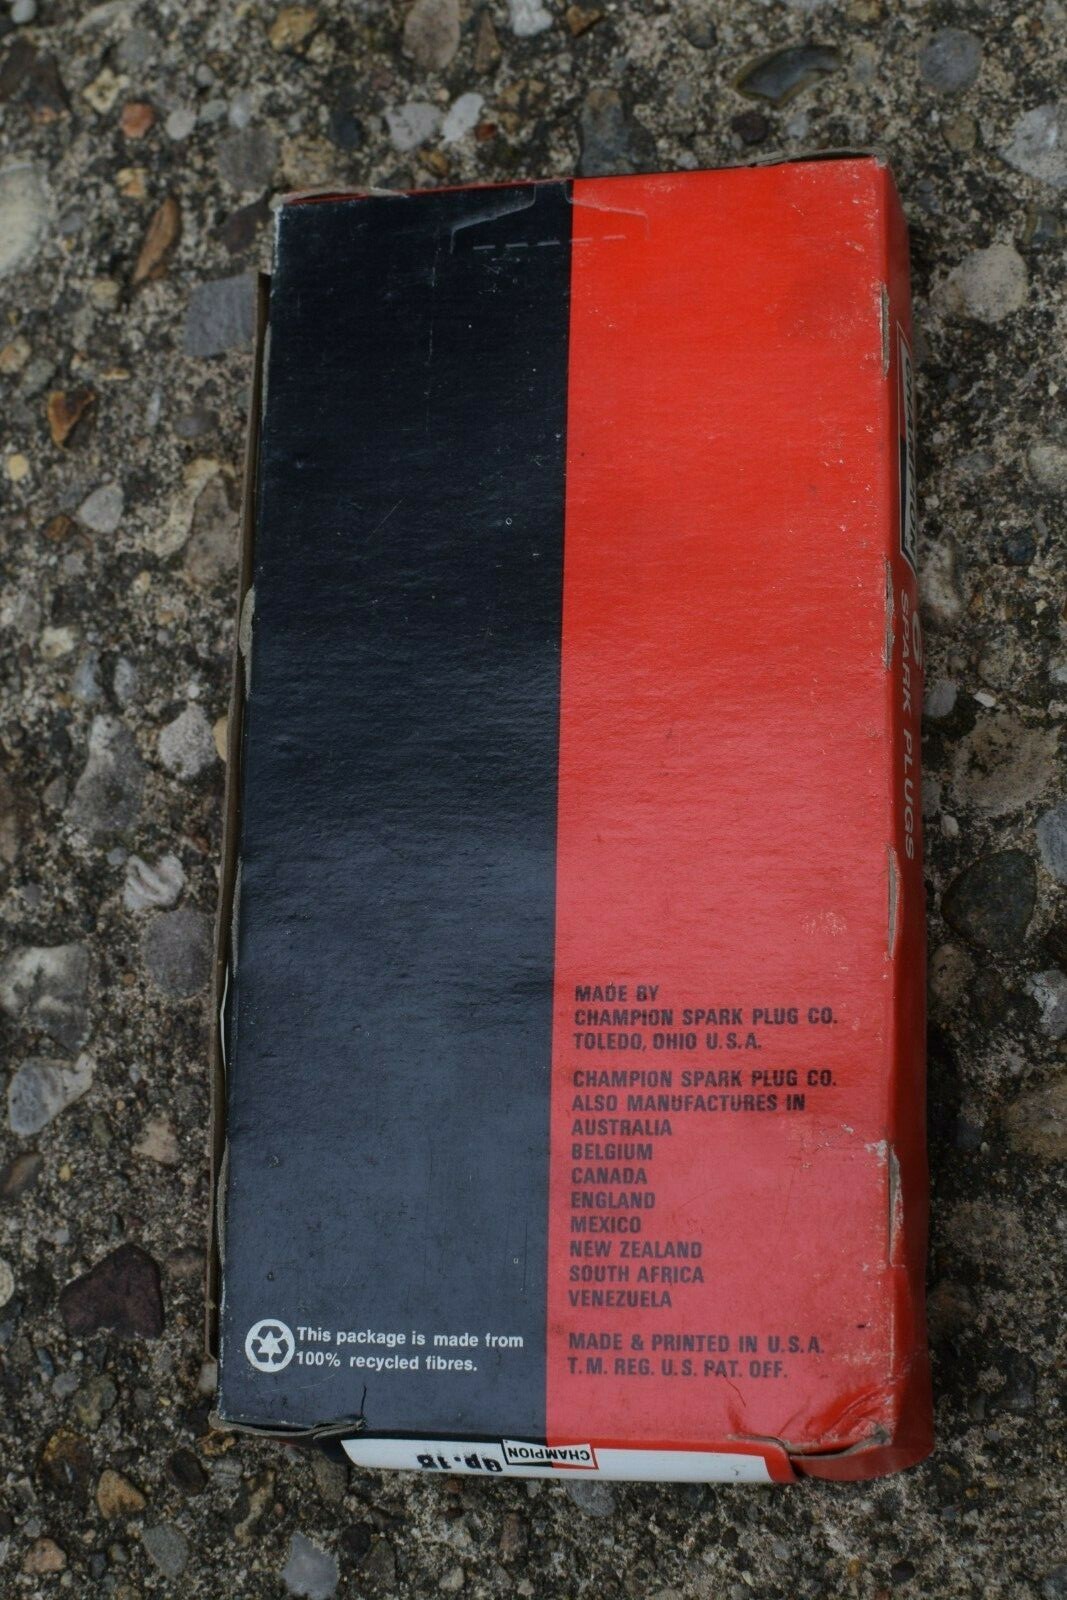 MADE BY
CHAMPION SPARK PLUG CO.
TOLEDO, OHIO U.S.A.
CHAMPION SPARK PLUG CO.
ALSO MANUFACTURES IN
AUSTRALIA
BELGIUM
CANADA
ENGLAND
MEXICO
NEW ZEALAND
SOUTH AFRICA
VENEZUELA
MADE & PRINTED IN U.S.A.
T.M. REG. U.S. PAT. OFF.
This package is made from
100% recycled fibres.
CHAMPION
SPARK PLUGS